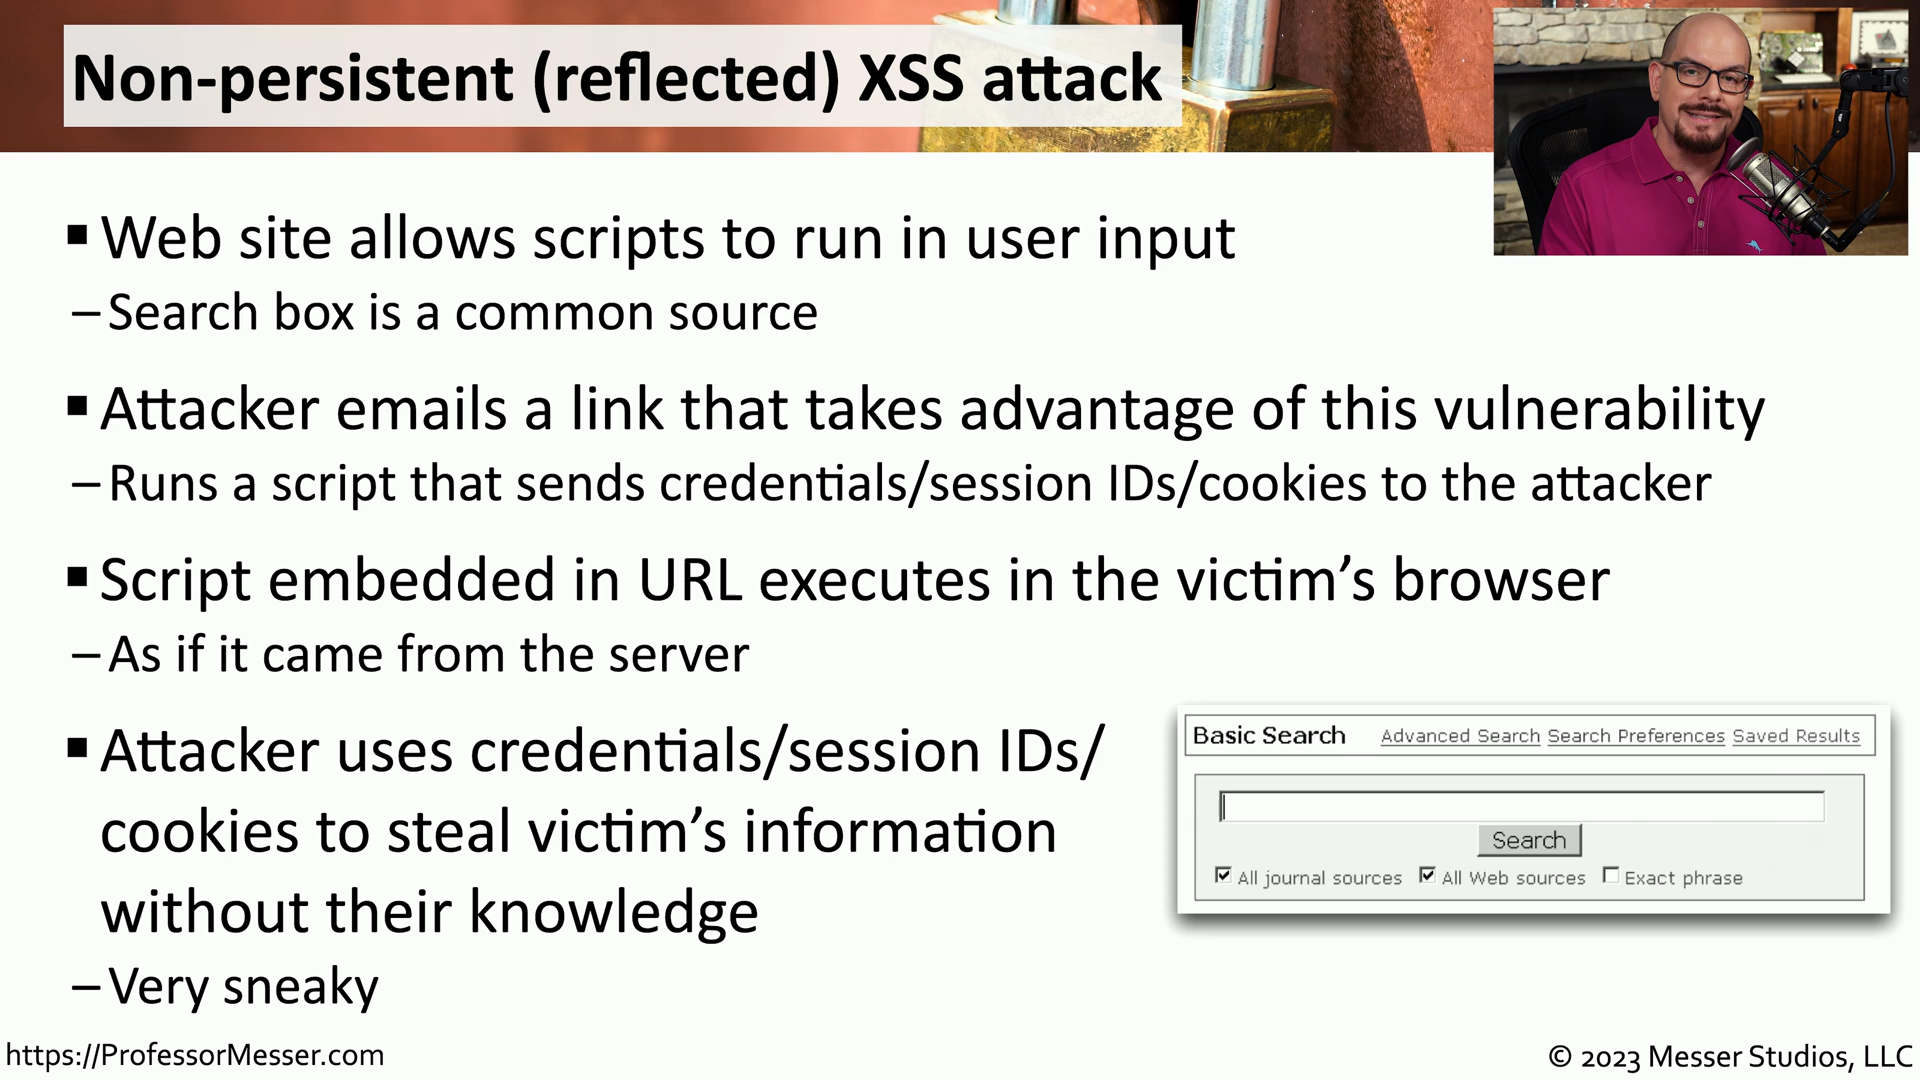 Non-persistent (reflected) XSS attack
▪ Web site allows scripts to run in user input
– Search box is a common source
▪ Attacker emails a link that takes advantage of this vulnerability
– Runs a script that sends credentials/session IDs/cookies to the attacker
▪ Script embedded in URL executes in the victim’s browser
– As if it came from the server
▪ Attacker uses credentials/session IDs/
cookies to steal victim’s information
without their knowledge
– Very sneaky
Basic Search Advanced Search Search Preferences Saved Results
Search
All journal sources All Web sources Exact phrase
https://ProfessorMesser.com
© 2023 Messer Studios, LLC